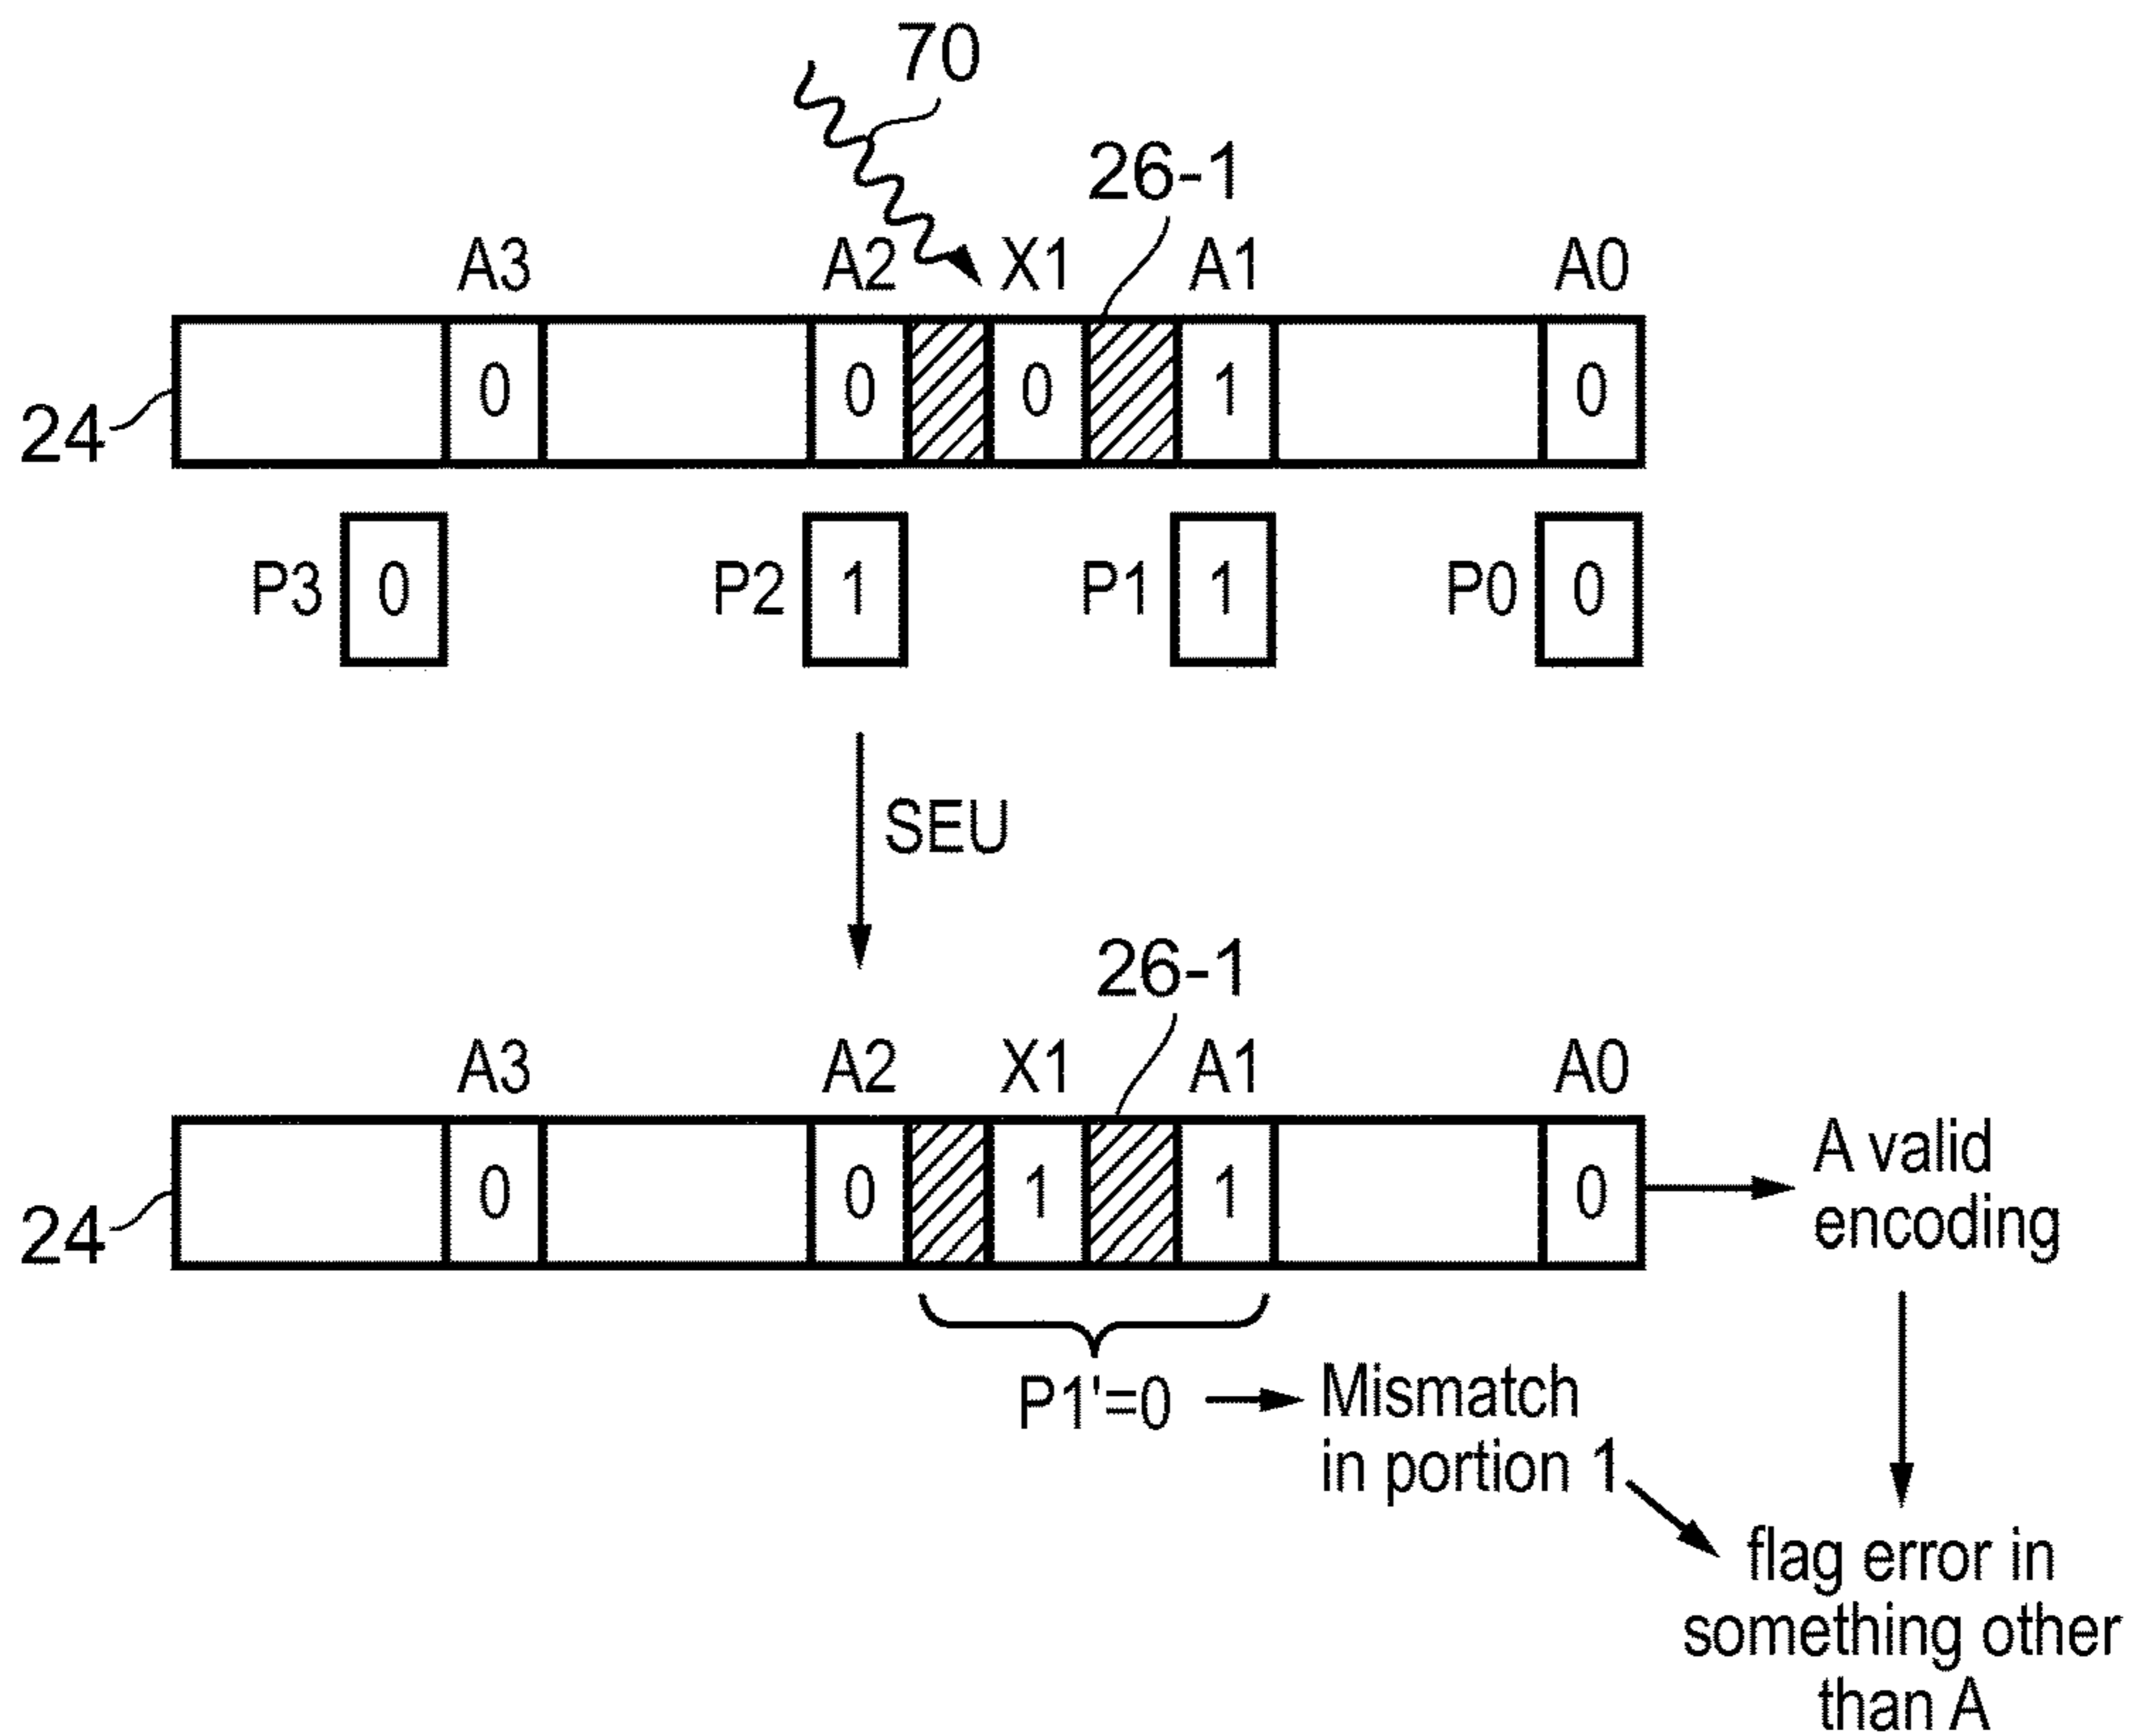 70
26-1
A3 A2 X1 A1 A0
24 0 0 0 1 0
P3 0 P2 1 P1 1 P0 0
SEU
26-1
A3 A2 X1 A1 A0
24 0 0 1 1 0
A valid
encoding
P1'=0
Mismatch
in portion 1
flag error in
something other
than A